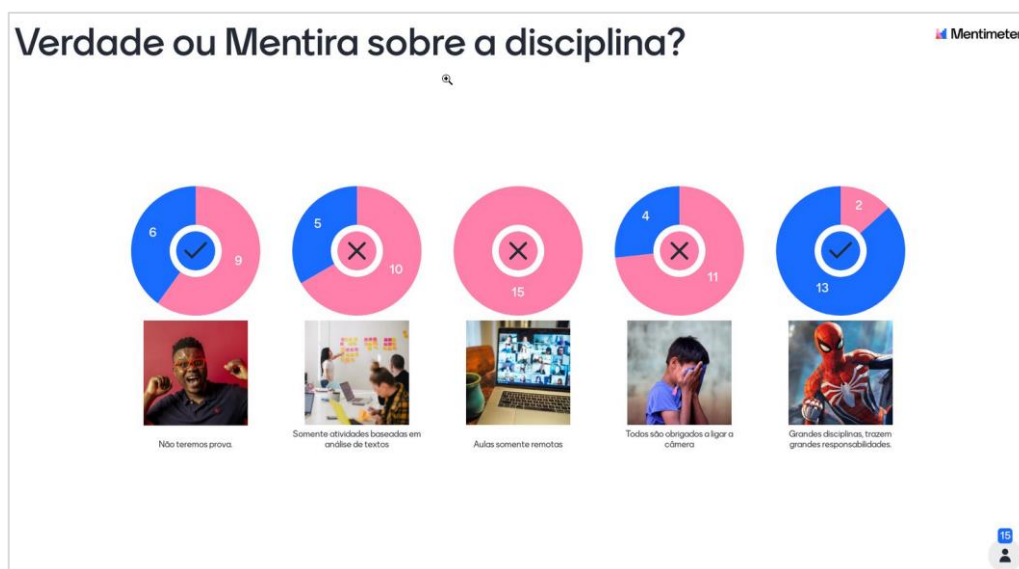 Verdade ou Mentira sobre a disciplina?
Mentimeter
6
9
5
10
15
4
11
2
13
Não teremos prova.
Somente atividades baseadas em
análise de textos
Aulas somente remotas
Todos são obrigados a ligar a
câmera
Grandes disciplinas, trazem
grandes responsabilidades.
15